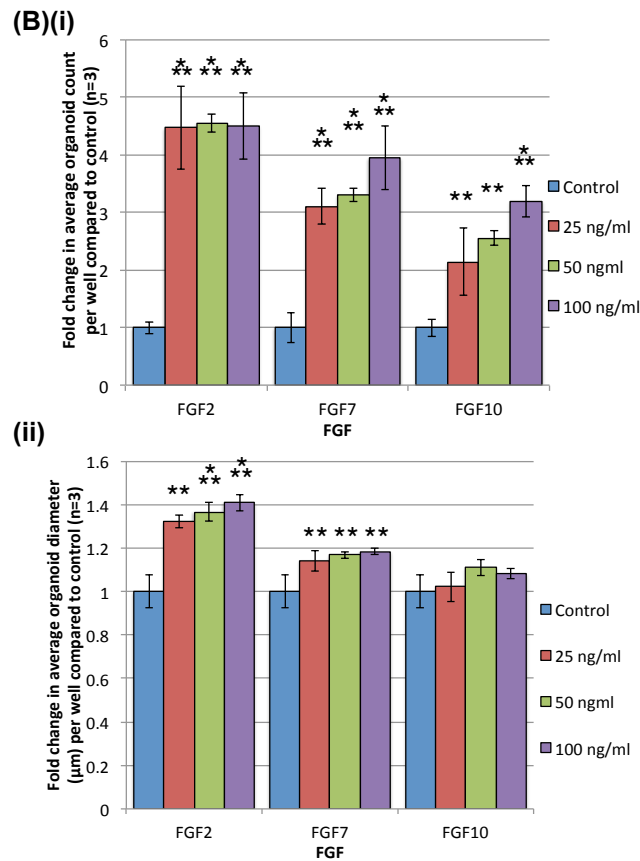 (B)(i)
Fold change in average organoid count
per well compared to control (n=3)
6
5
4
3
2
1
0
*
** *
** *
**
*
** *
** *
**
** ** *
**
Control
25 ng/ml
50 ngml
100 ng/ml
FGF2 FGF7 FGF10
FGF
(ii)
Fold change in average organoid diameter
(μm) per well compared to control (n=3)
1.6
1.4
1.2
1
0.8
0.6
0.4
0.2
0
** *
** *
**
** ** **
Control
25 ng/ml
50 ngml
100 ng/ml
FGF2 FGF7 FGF10
FGF